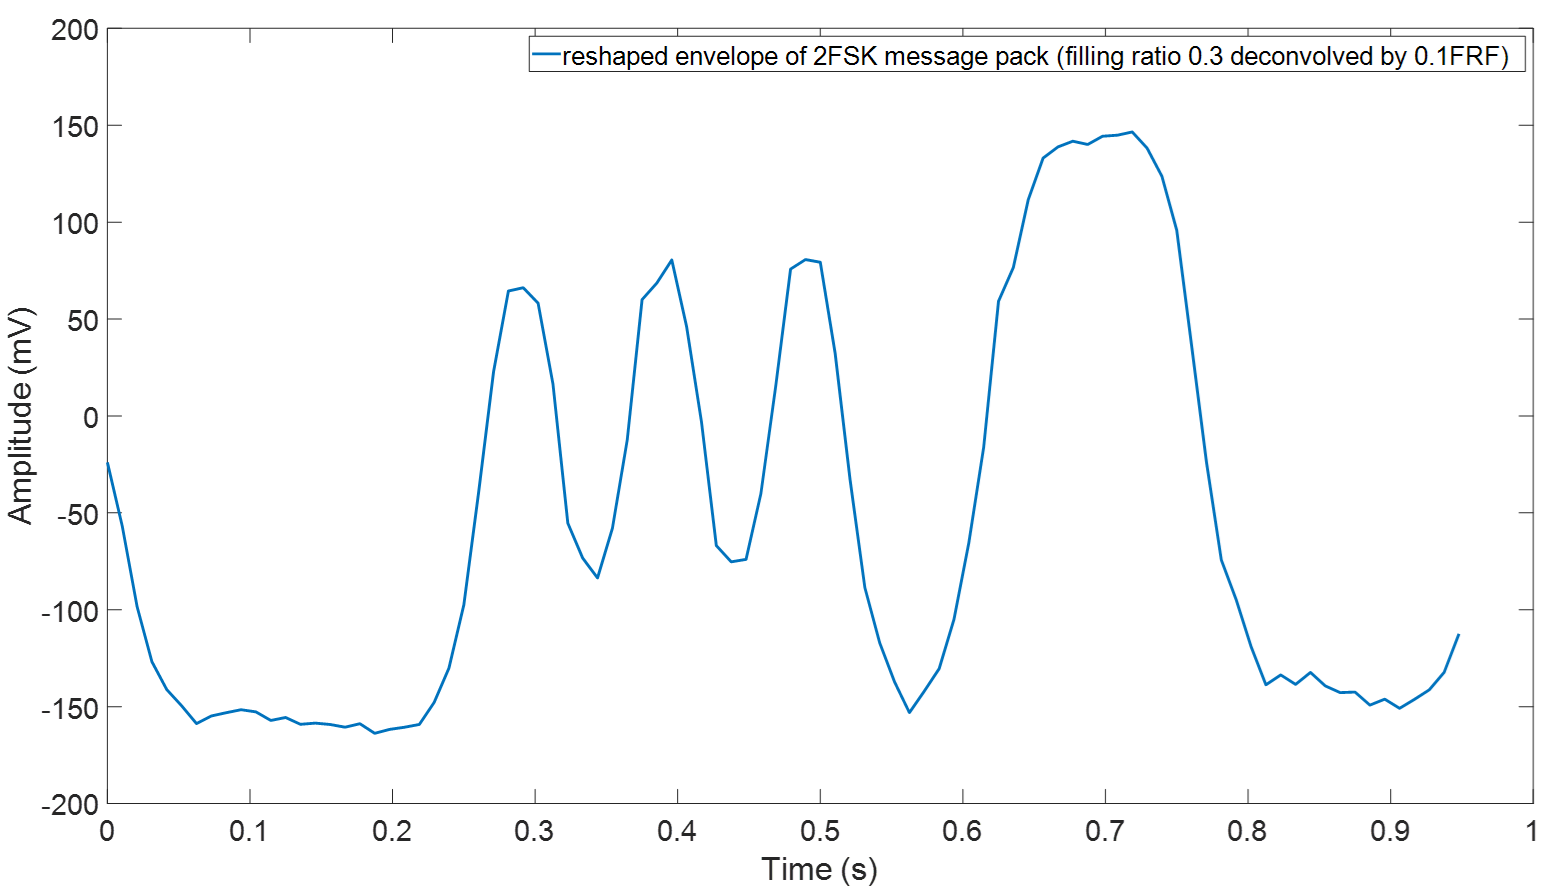 reshaped envelope of 2FSK message pack (filling ratio 0.3 deconvolved by 0.1FRF)
200
150
100
50
0
-50
-100
-150
-200
Amplitude (mV)
0 0.1 0.2 0.3 0.4 0.5 0.6 0.7 0.8 0.9 1
Time (s)